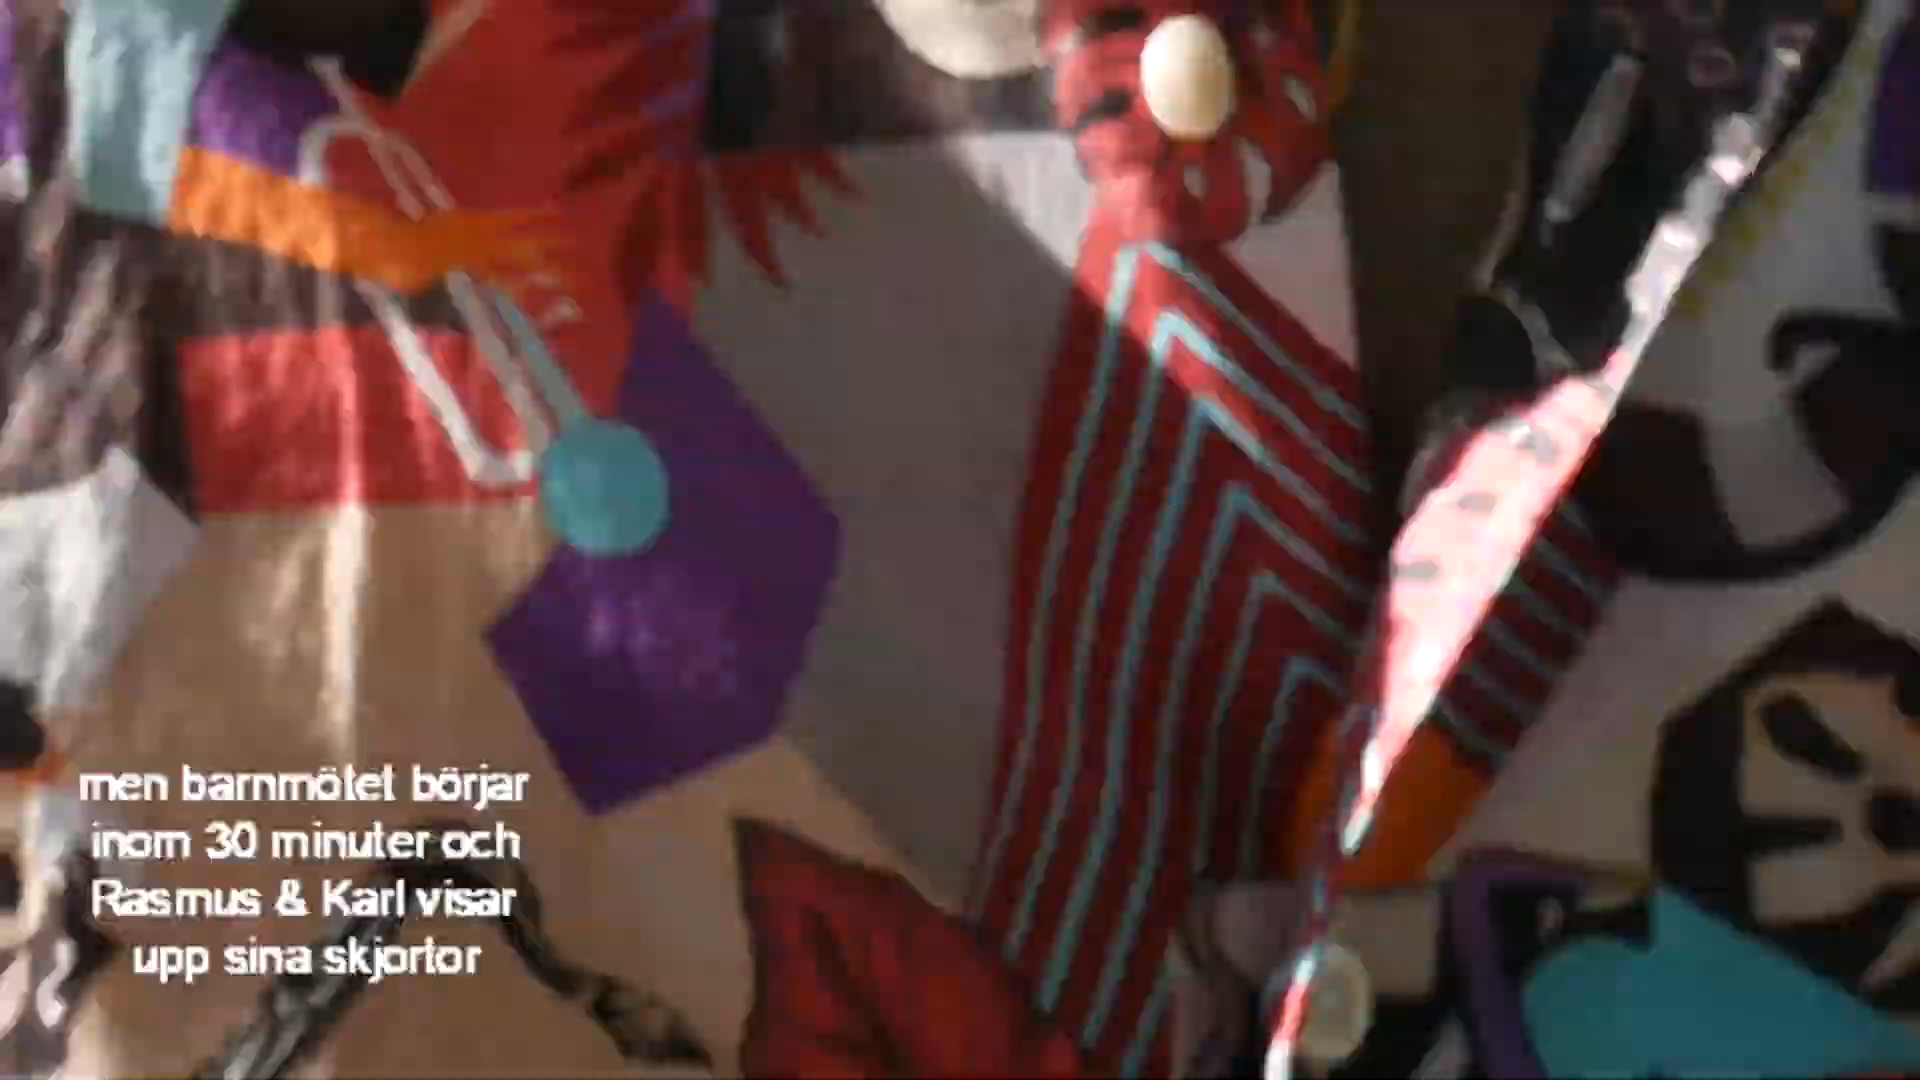 men barnmötet börjar
inom 30 minuter och
Rasmus & Karl visar
upp sina skjortor